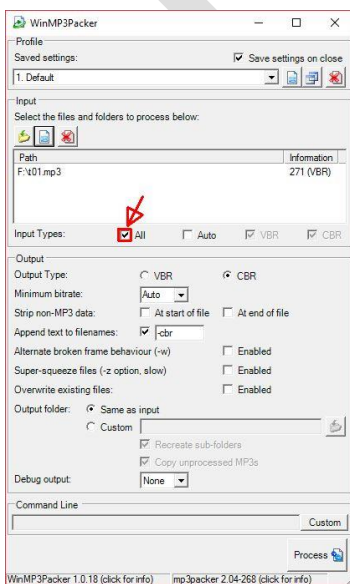 WinMP3Packer
Profile
Saved settings:
Save settings on close
1. Default
Input
Select the files and folders to process below:
Path Information
F:\t01.mp3 271 (VBR)
Input Types: All Auto VBR CBR
Output
Output Type: VBR CBR
Minimum bitrate: Auto
Strip non-MP3 data: At start of file At end of file
Append text to filenames: -cbr
Alternate broken frame behaviour (-w) Enabled
Super-squeeze files (-z option, slow) Enabled
Overwrite existing files: Enabled
Output folder: Same as input
Custom
Recreate sub-folders
Copy unprocessed MP3s
Debug output: None
Command Line
Custom
Process
WinMP3Packer 1.0.18 (click for info) mp3packer 2.04-268 (click for info)